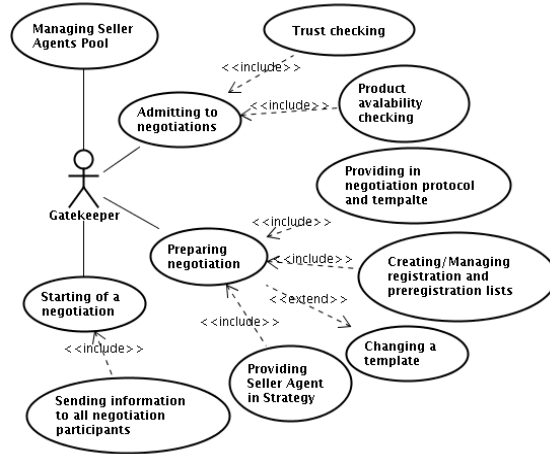 Managing Seller
Agents Pool
Trust checking
<<include>>
Admitting to
negotiations
<<include>>
Product
avalability
checking
Gatekeeper
Providing in
negotiation protocol
and tempalte
<<include>>
Preparing
negotiation
<<include>>
Creating/Managing
registration and
preregistration lists
Starting of a
negotiation
<<extend>>
<<include>>
Changing a
template
<<include>>
Providing
Seller Agent
in Strategy
Sending information
to all negotiation
participants